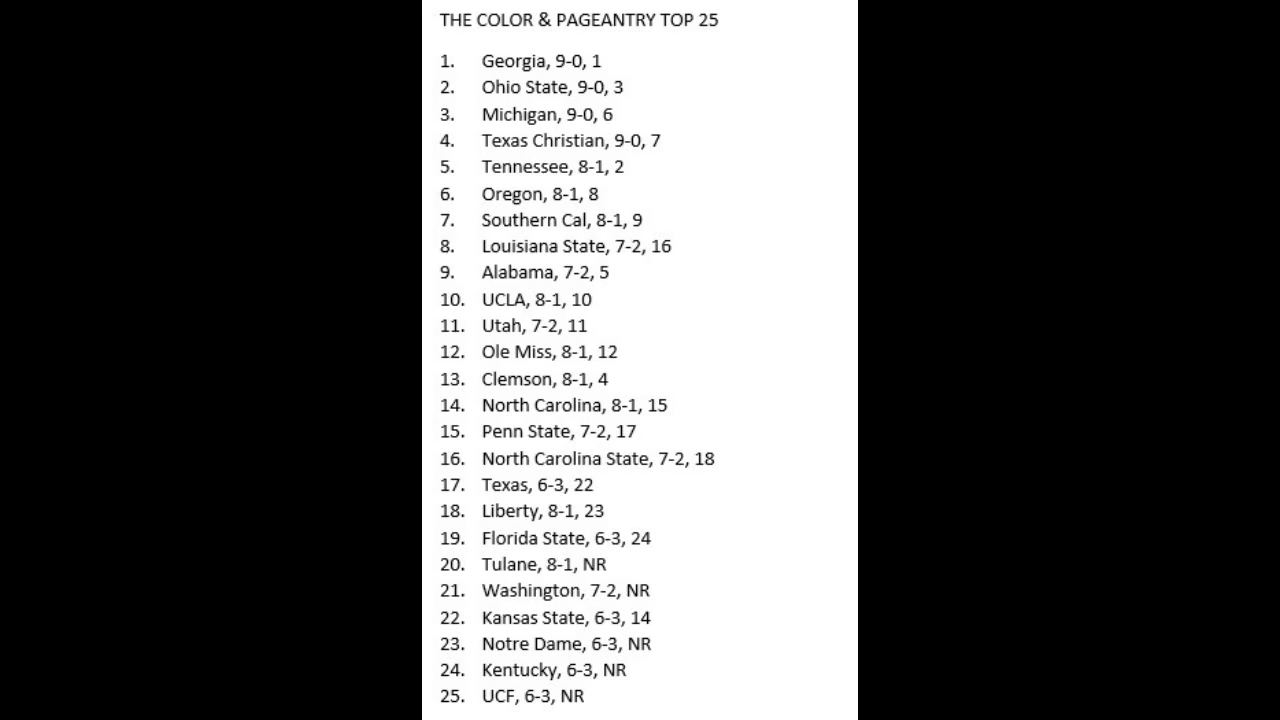 THE COLOR & PAGEANTRY TOP 25
1. Georgia, 9-0, 1
2. Ohio State, 9-0, 3
3. Michigan, 9-0, 6
4. Texas Christian, 9-0, 7
5. Tennessee, 8-1, 2
6. Oregon, 8-1, 8
7. Southern Cal, 8-1, 9
8. Louisiana State, 7-2, 16
9. Alabama, 7-2, 5
10. UCLA, 8-1, 10
11. Utah, 7-2, 11
12. Ole Miss, 8-1, 12
13. Clemson, 8-1, 4
14. North Carolina, 8-1, 15
15. Penn State, 7-2, 17
16. North Carolina State, 7-2, 18
17. Texas, 6-3, 22
18. Liberty, 8-1, 23
19. Florida State, 6-3, 24
20. Tulane, 8-1, NR
21. Washington, 7-2, NR
22. Kansas State, 6-3, 14
23. Notre Dame, 6-3, NR
24. Kentucky, 6-3, NR
25. UCF, 6-3, NR